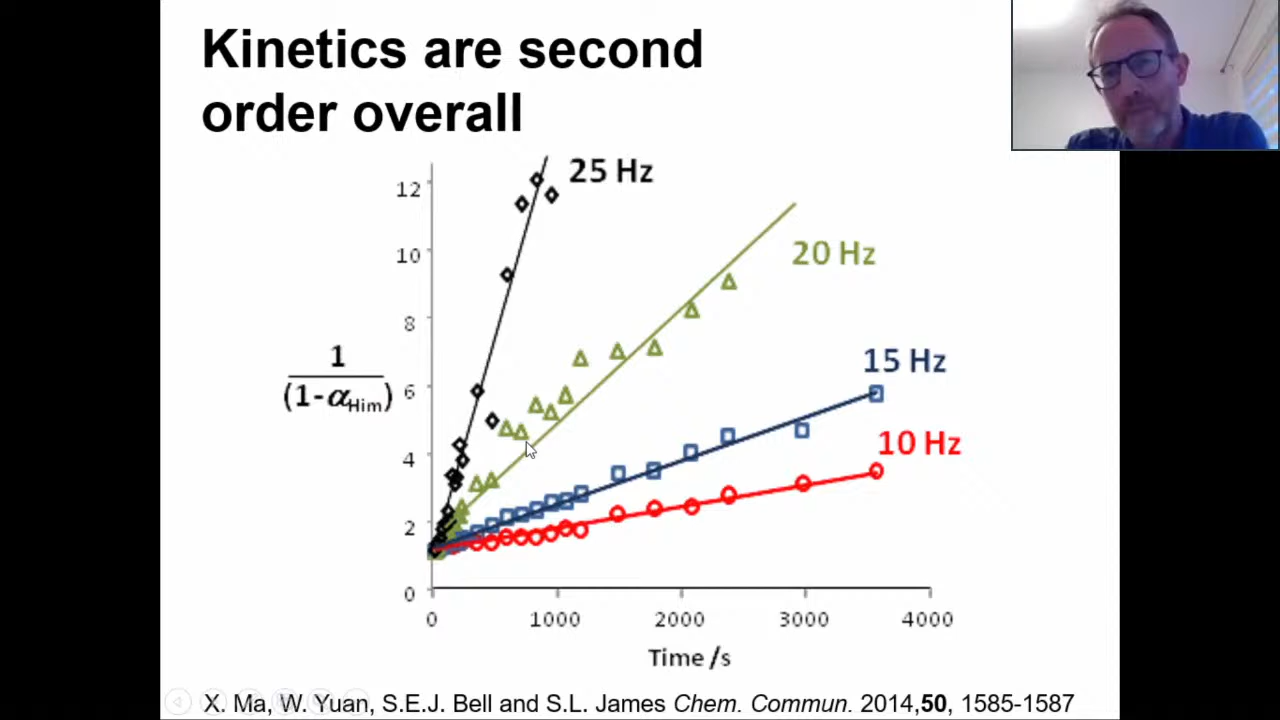 Kinetics are second
order overall
25 Hz
20 Hz
15 Hz
10 Hz
1
(1-αHim)
12
10
8
6
4
2
0
0 1000 2000 3000 4000
Time /s
X. Ma, W. Yuan, S.E.J. Bell and S.L. James Chem. Commun. 2014,50, 1585-1587